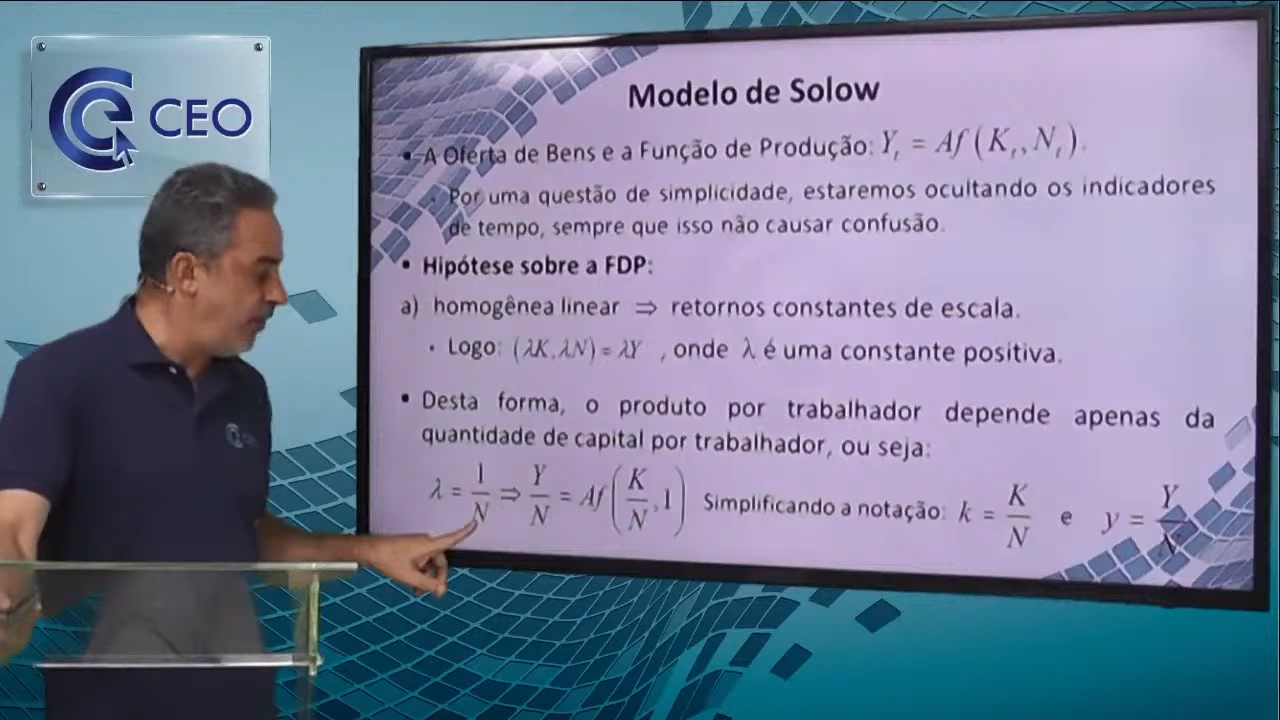 CEO
Modelo de Solow
▪ A Oferta de Bens e a Função de Produção: Y_t = Af(K_t, N_t).
Por uma questão de simplicidade, estaremos ocultando os indicadores
de tempo, sempre que isso não causar confusão.
▪ Hipótese sobre a FDP:
a) homogênea linear ⇒ retornos constantes de escala.
• Logo: (λK, λN) = λY , onde λ é uma constante positiva.
▪ Desta forma, o produto por trabalhador depende apenas da
quantidade de capital por trabalhador, ou seja:
λ = 1/N ⇒ Y/N = Af(K/N, 1) Simplificando a notação: k = K/N e y = Y/N